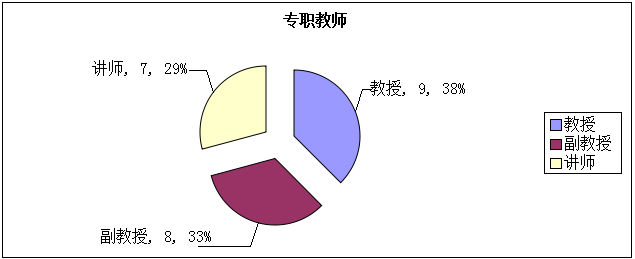 专职教师
讲师, 7, 29%
教授, 9, 38%
副教授, 8, 33%
教授
副教授
讲师